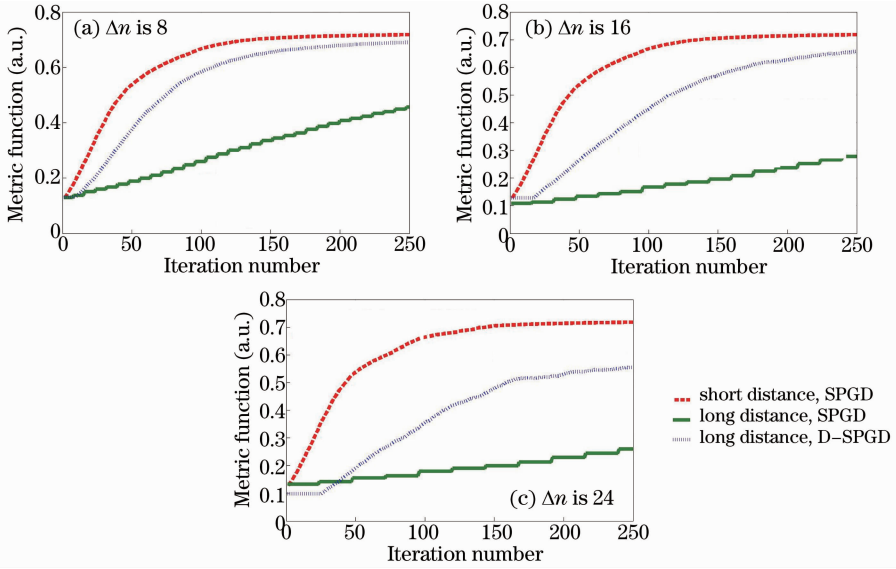 (a) Δn is 8
Metric function (a.u.)
0.8
0.6
0.4
0.2
0
0 50 100 150 200 250
Iteration number
(b) Δn is 16
Metric function (a.u.)
0.8
0.7
0.6
0.5
0.4
0.3
0.2
0.1
0
0 50 100 150 200 250
Iteration number
(c) Δn is 24
Metric function (a.u.)
0.8
0.7
0.6
0.5
0.4
0.3
0.2
0.1
0
0 50 100 150 200 250
Iteration number
short distance, SPGD
long distance, SPGD
long distance, D–SPGD